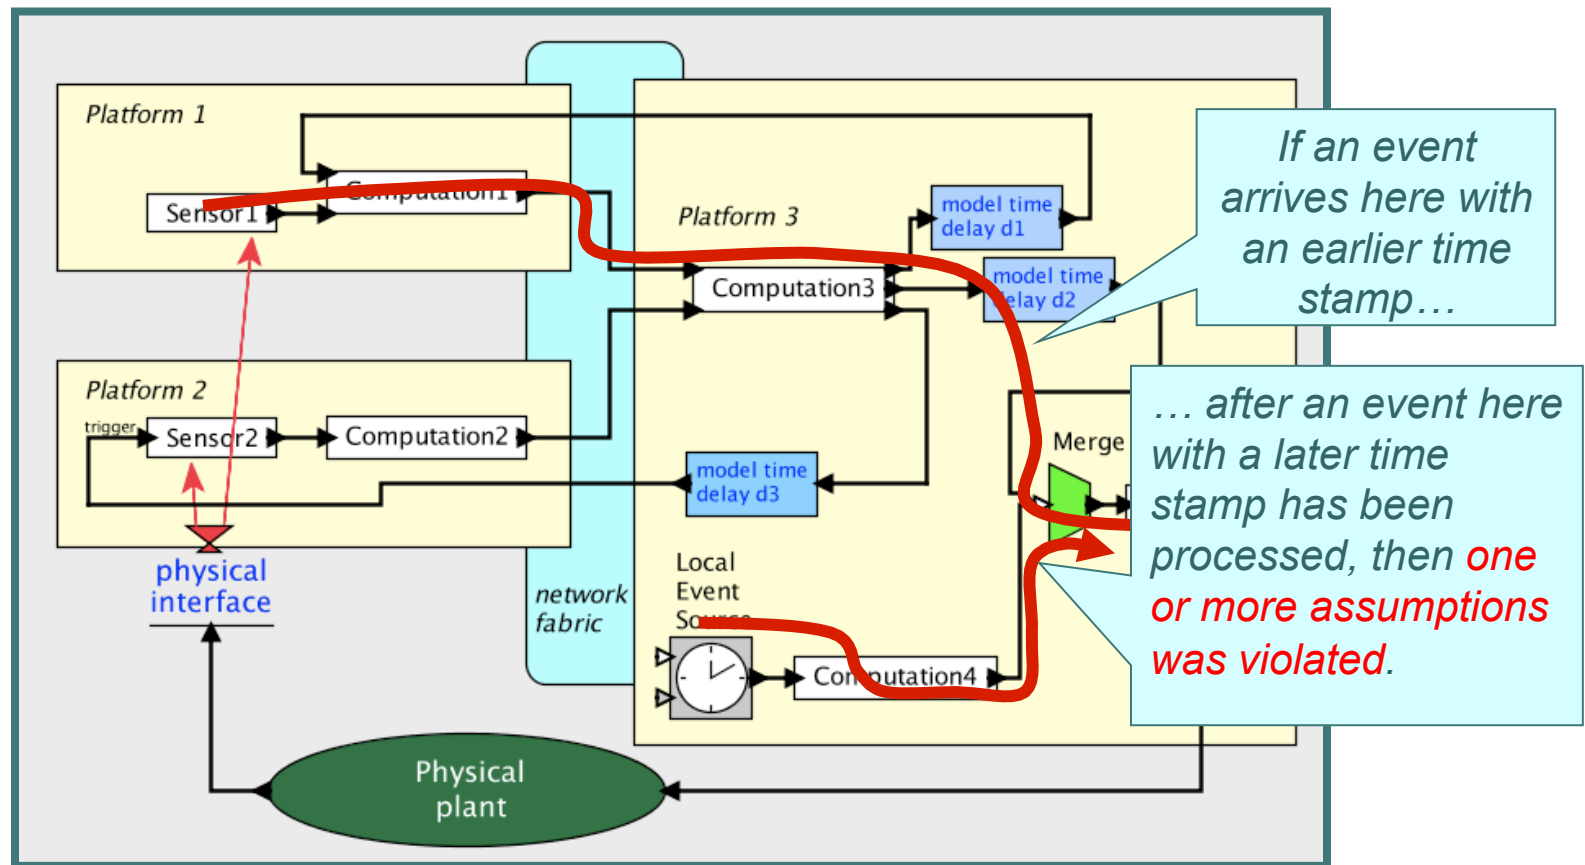 Platform 1
Sensor1
Computation1
Platform 3
model time
delay d1
model time
delay d2
Computation3
If an event
arrives here with
an earlier time
stamp…
Platform 2
trigger
Sensor2
Computation2
model time
delay d3
Merge
… after an event here
with a later time
stamp has been
processed, then one
or more assumptions
was violated.
physical
interface
network
fabric
Local
Event
Source
Computation4
Physical
plant